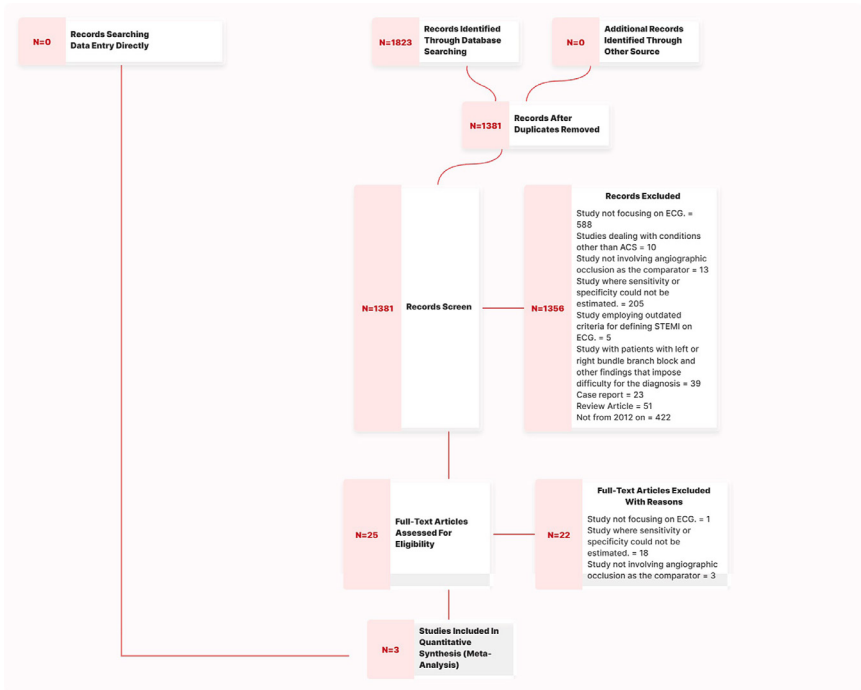 N=0
Records Searching
Data Entry Directly
N=1823
Records Identified
Through Database
Searching
N=0
Additional Records
Identified Through
Other Source
N=1381
Records After
Duplicates Removed
N=1381
Records Screen
N=1356
Records Excluded
Study not focusing on ECG. =
588
Studies dealing with conditions
other than ACS = 10
Study not involving angiographic
occlusion as the comparator = 13
Study where sensitivity or
specificity could not be
estimated. = 205
Study employing outdated
criteria for defining STEMI on
ECG. = 5
Study with patients with left or
right bundle branch block and
other findings that impose
difficulty for the diagnosis = 39
Case report = 23
Review Article = 51
Not from 2012 on = 422
N=25
Full-Text Articles
Assessed For
Eligibility
N=22
Full-Text Articles Excluded
With Reasons
Study not focusing on ECG. = 1
Study where sensitivity or
specificity could not be
estimated. = 18
Study not involving angiographic
occlusion as the comparator = 3
N=3
Studies Included In
Quantitative
Synthesis (Meta-
Analysis)